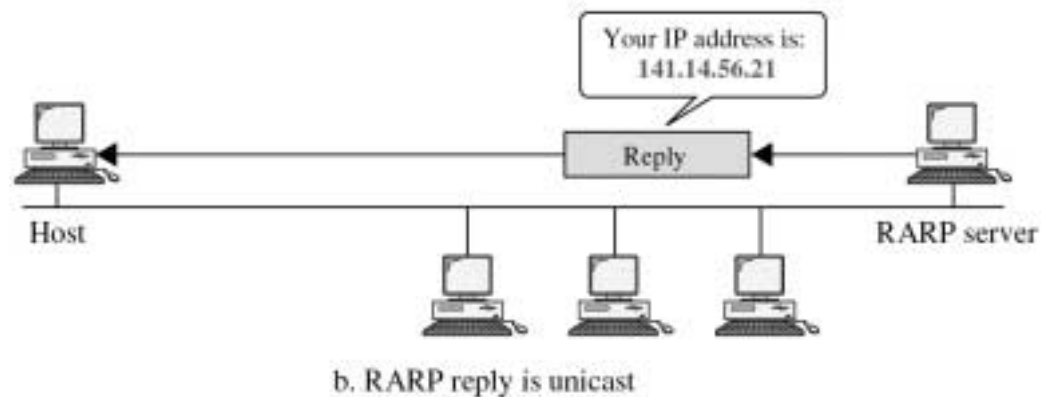 Your IP address is:
141.14.56.21
Reply
Host
RARP server
b. RARP reply is unicast